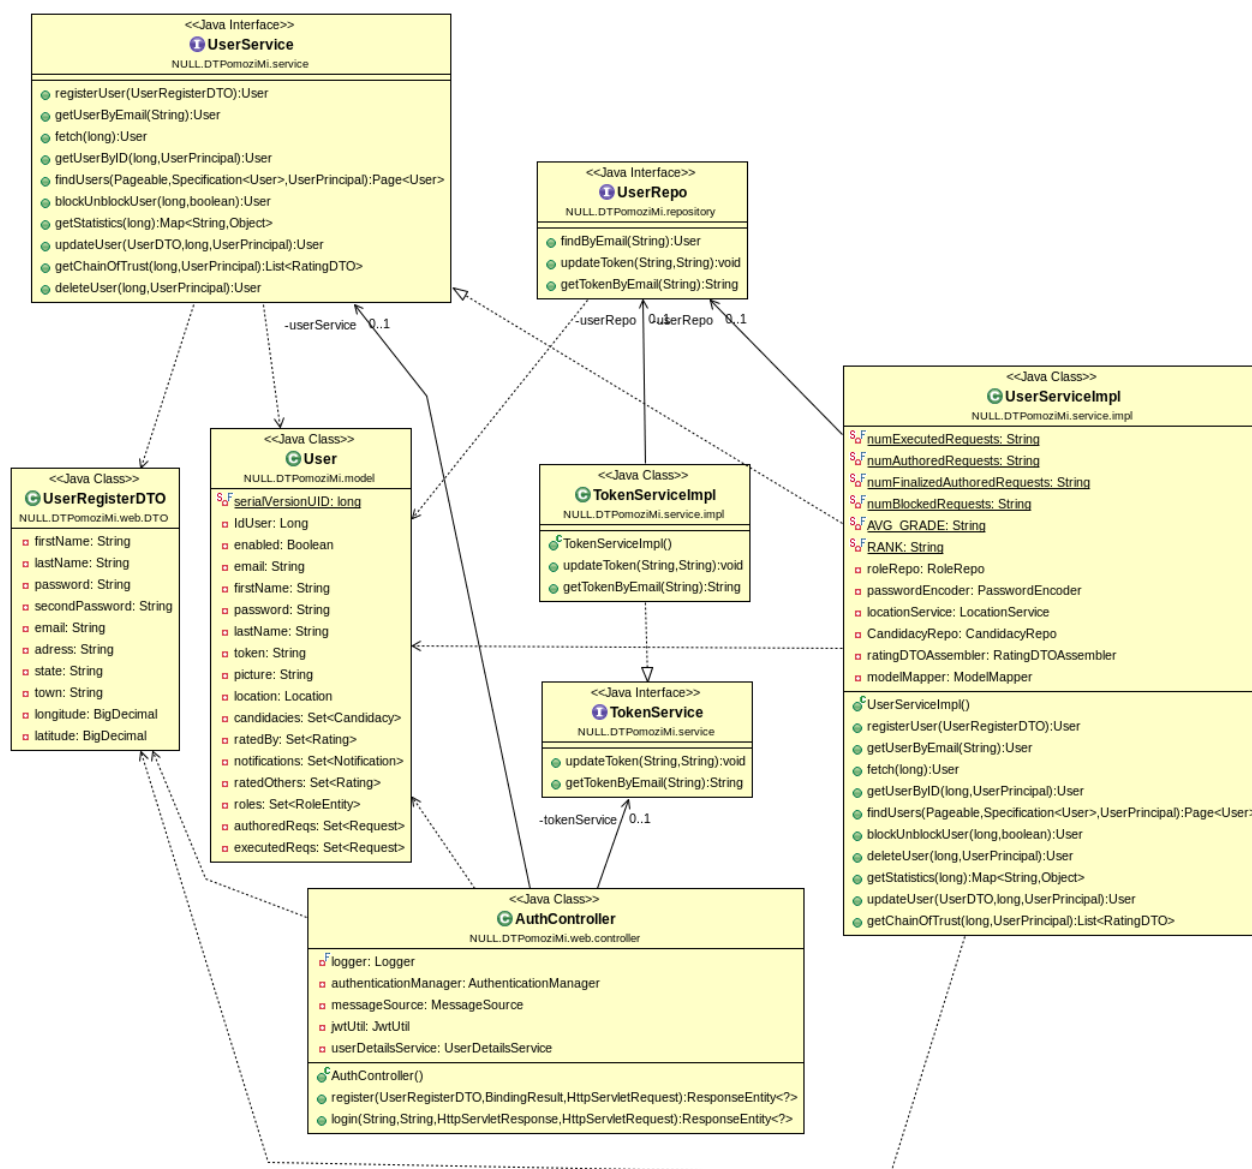 <<Java Interface>>
UserService
NULL.DTPomoziMi.service
registerUser(UserRegisterDTO):User
getUserByEmail(String):User
fetch(long):User
getUserByID(long,UserPrincipal):User
findUsers(Pageable,Specification<User>,UserPrincipal):Page<User>
blockUnblockUser(long,boolean):User
getStatistics(long):Map<String,Object>
updateUser(UserDTO,long,UserPrincipal):User
getChainOfTrust(long,UserPrincipal):List<RatingDTO>
deleteUser(long,UserPrincipal):User
<<Java Interface>>
UserRepo
NULL.DTPomoziMi.repository
findByEmail(String):User
updateToken(String,String):void
getTokenByEmail(String):String
-userService 0..1
-userRepo 0..1
-userRepo 0..1
<<Java Class>>
UserServiceImpl
NULL.DTPomoziMi.service.impl
numExecutedRequests: String
numAuthoredRequests: String
numFinalizedAuthoredRequests: String
numBlockedRequests: String
AVG_GRADE: String
RANK: String
roleRepo: RoleRepo
passwordEncoder: PasswordEncoder
locationService: LocationService
CandidacyRepo: CandidacyRepo
ratingDTOAssembler: RatingDTOAssembler
modelMapper: ModelMapper
UserServiceImpl()
registerUser(UserRegisterDTO):User
getUserByEmail(String):User
fetch(long):User
getUserByID(long,UserPrincipal):User
findUsers(Pageable,Specification<User>,UserPrincipal):Page<User>
blockUnblockUser(long,boolean):User
deleteUser(long,UserPrincipal):User
getStatistics(long):Map<String,Object>
updateUser(UserDTO,long,UserPrincipal):User
getChainOfTrust(long,UserPrincipal):List<RatingDTO>
<<Java Class>>
User
NULL.DTPomoziMi.model
serialVersionUID: long
IdUser: Long
enabled: Boolean
email: String
firstName: String
password: String
lastName: String
token: String
picture: String
location: Location
candidacies: Set<Candidacy>
ratedBy: Set<Rating>
notifications: Set<Notification>
ratedOthers: Set<Rating>
roles: Set<RoleEntity>
authoredReqs: Set<Request>
executedReqs: Set<Request>
<<Java Class>>
UserRegisterDTO
NULL.DTPomoziMi.web.DTO
firstName: String
lastName: String
password: String
secondPassword: String
email: String
adress: String
state: String
town: String
longitude: BigDecimal
latitude: BigDecimal
<<Java Class>>
TokenServiceImpl
NULL.DTPomoziMi.service.impl
TokenServiceImpl()
updateToken(String,String):void
getTokenByEmail(String):String
<<Java Interface>>
TokenService
NULL.DTPomoziMi.service
updateToken(String,String):void
getTokenByEmail(String):String
-tokenService 0..1
<<Java Class>>
AuthController
NULL.DTPomoziMi.web.controller
logger: Logger
authenticationManager: AuthenticationManager
messageSource: MessageSource
jwtUtil: JwtUtil
userDetailsService: UserDetailsService
AuthController()
register(UserRegisterDTO,BindingResult,HttpServletRequest):ResponseEntity<?>
login(String,String,HttpServletResponse,HttpServletRequest):ResponseEntity<?>